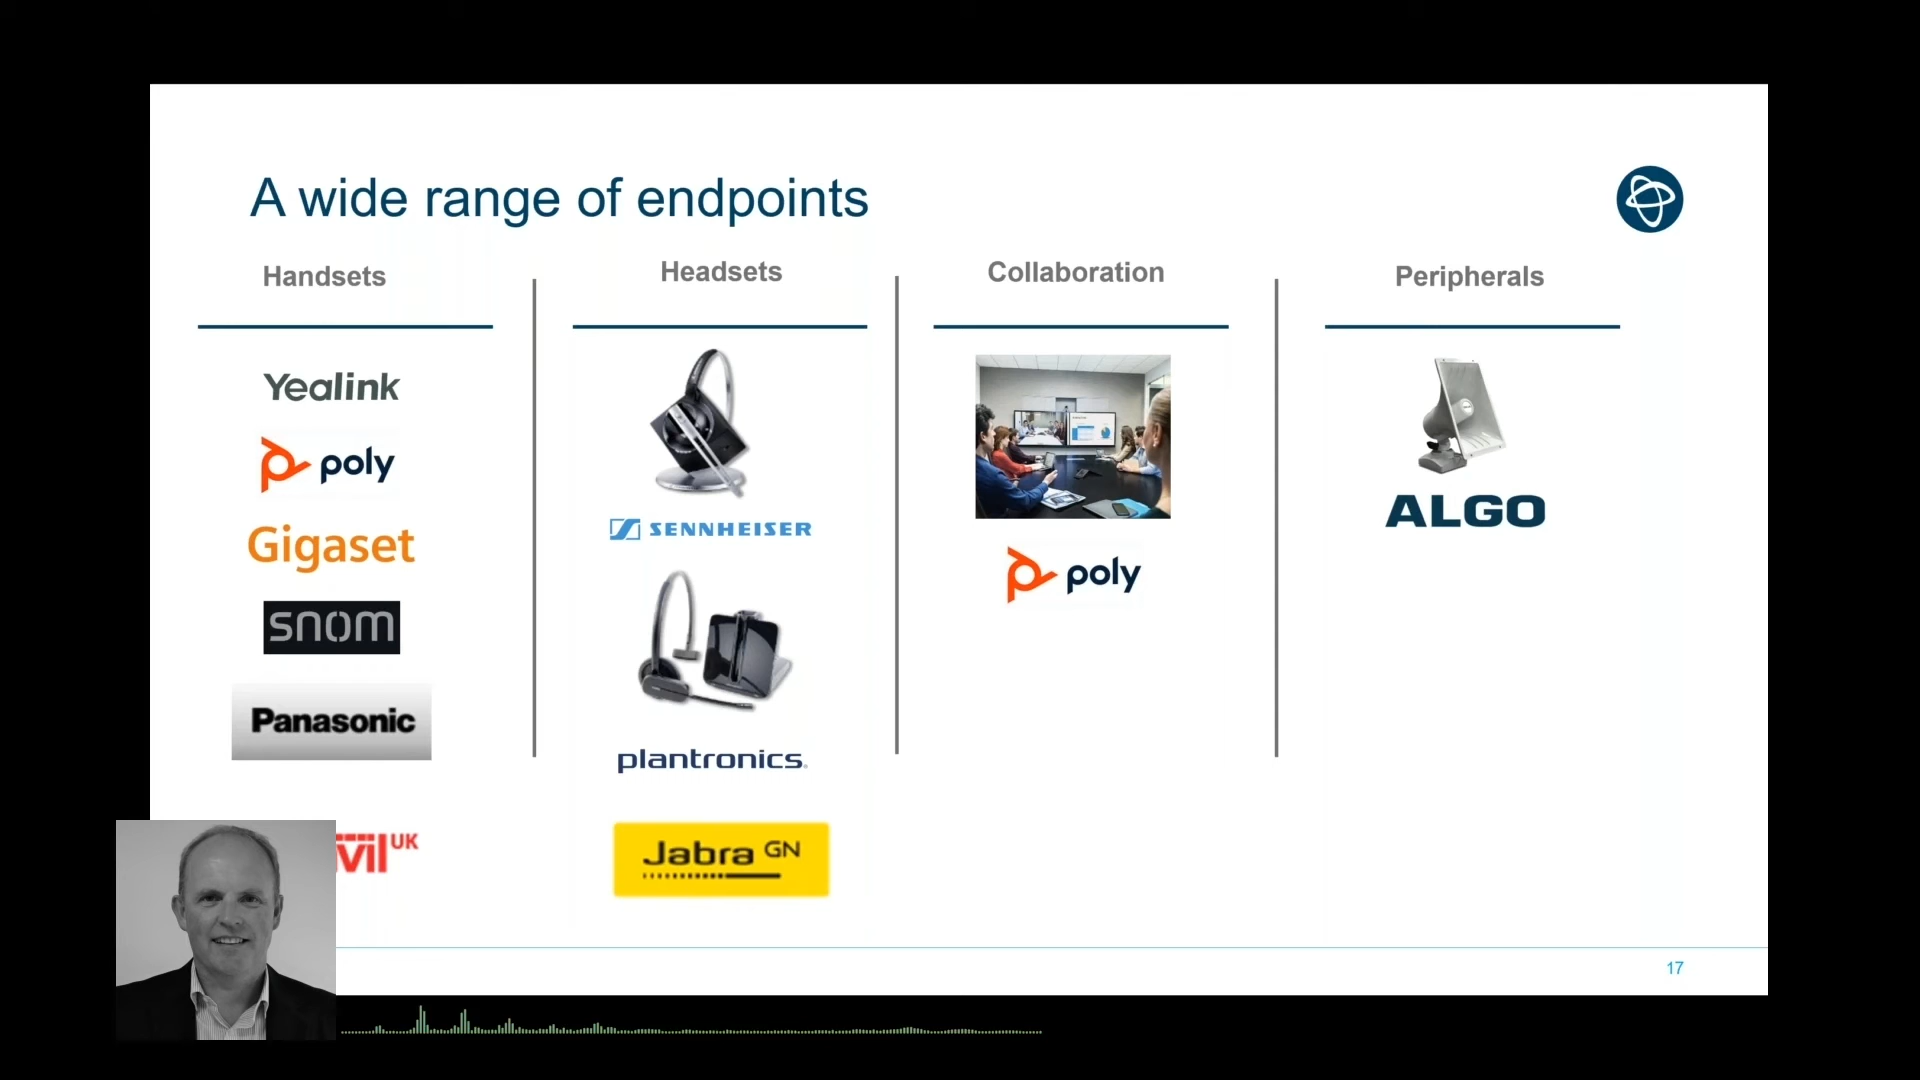 A wide range of endpoints
Handsets
Yealink
poly
Gigaset
snom
Panasonic
vil UK
Headsets
SENNHEISER
plantronics.
Jabra GN
Collaboration
poly
Peripherals
ALGO
17